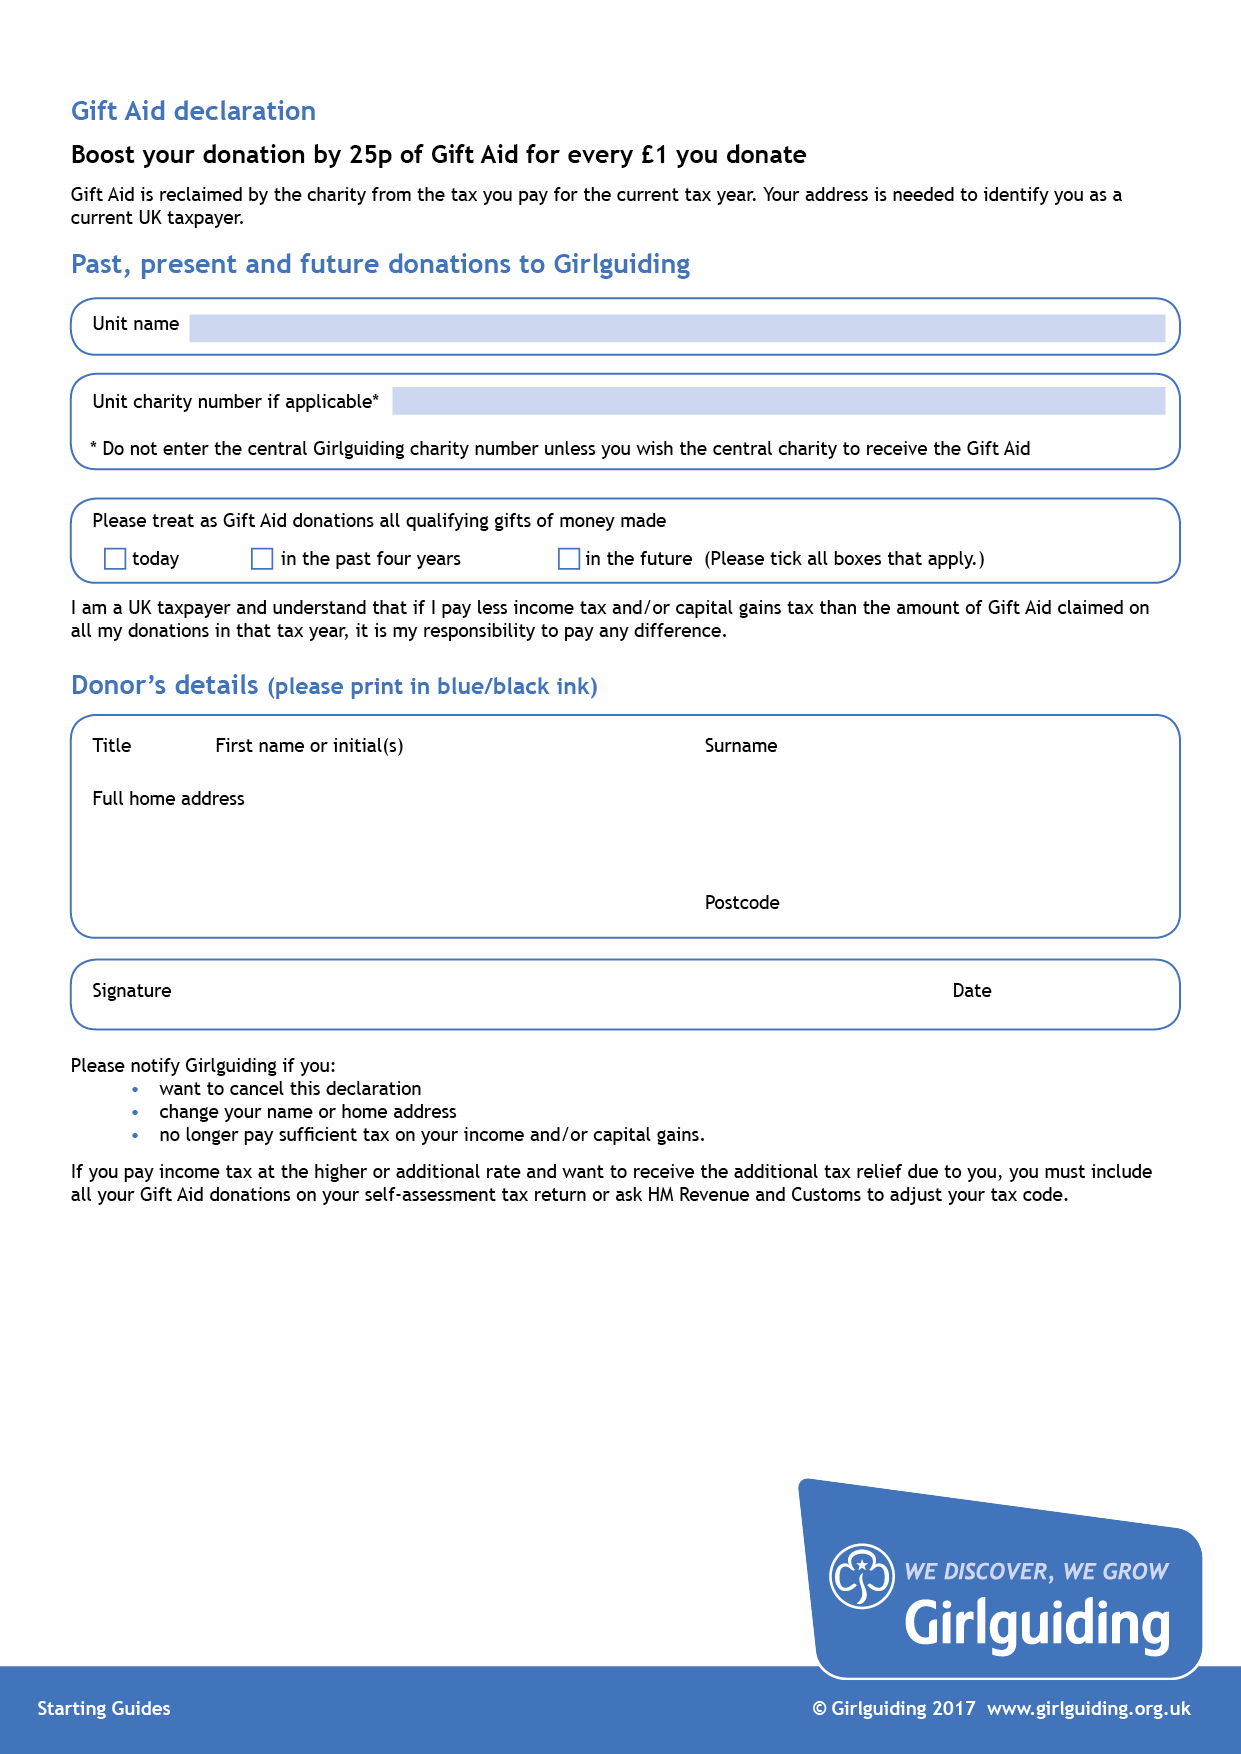 Gift Aid declaration
Boost your donation by 25p of Gift Aid for every £1 you donate
Gift Aid is reclaimed by the charity from the tax you pay for the current tax year. Your address is needed to identify you as a
current UK taxpayer.
Past, present and future donations to Girlguiding
Unit name
Unit charity number if applicable*
* Do not enter the central Girlguiding charity number unless you wish the central charity to receive the Gift Aid
Please treat as Gift Aid donations all qualifying gifts of money made
today in the past four years in the future (Please tick all boxes that apply.)
I am a UK taxpayer and understand that if I pay less income tax and/or capital gains tax than the amount of Gift Aid claimed on
all my donations in that tax year, it is my responsibility to pay any difference.
Donor’s details (please print in blue/black ink)
Title First name or initial(s) Surname
Full home address
Postcode
Signature Date
Please notify Girlguiding if you:
• want to cancel this declaration
• change your name or home address
• no longer pay sufficient tax on your income and/or capital gains.
If you pay income tax at the higher or additional rate and want to receive the additional tax relief due to you, you must include
all your Gift Aid donations on your self-assessment tax return or ask HM Revenue and Customs to adjust your tax code.
WE DISCOVER, WE GROW
Girlguiding
Starting Guides © Girlguiding 2017 www.girlguiding.org.uk